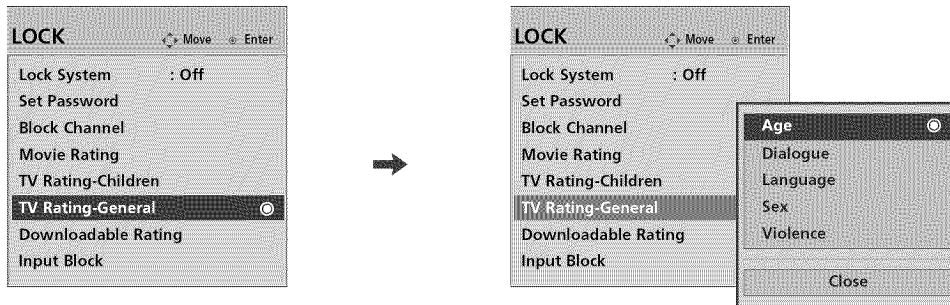 LOCK Move Enter
Lock System : Off
Set Password
Block Channel
Movie Rating
TV Rating-Children
TV Rating-General
Downloadable Rating
Input Block
LOCK Move Enter
Lock System : Off
Set Password
Block Channel
Movie Rating
TV Rating-Children
TV Rating-General
Downloadable Rating
Input Block
Age
Dialogue
Language
Sex
Violence
Close